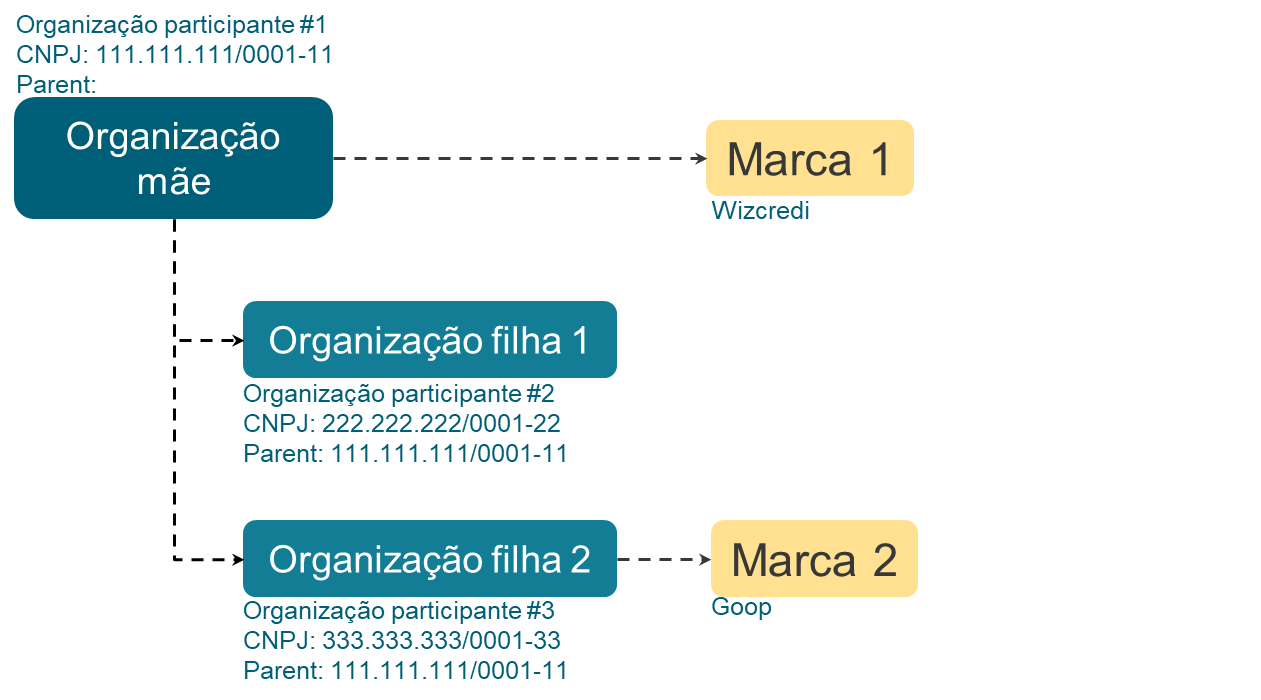 Organização participante #1
CNPJ: 111.111.111/0001-11
Parent:
Organização
mãe
Marca 1
Wizcredi
Organização filha 1
Organização participante #2
CNPJ: 222.222.222/0001-22
Parent: 111.111.111/0001-11
Organização filha 2
Marca 2
Organização participante #3
Goop
CNPJ: 333.333.333/0001-33
Parent: 111.111.111/0001-11